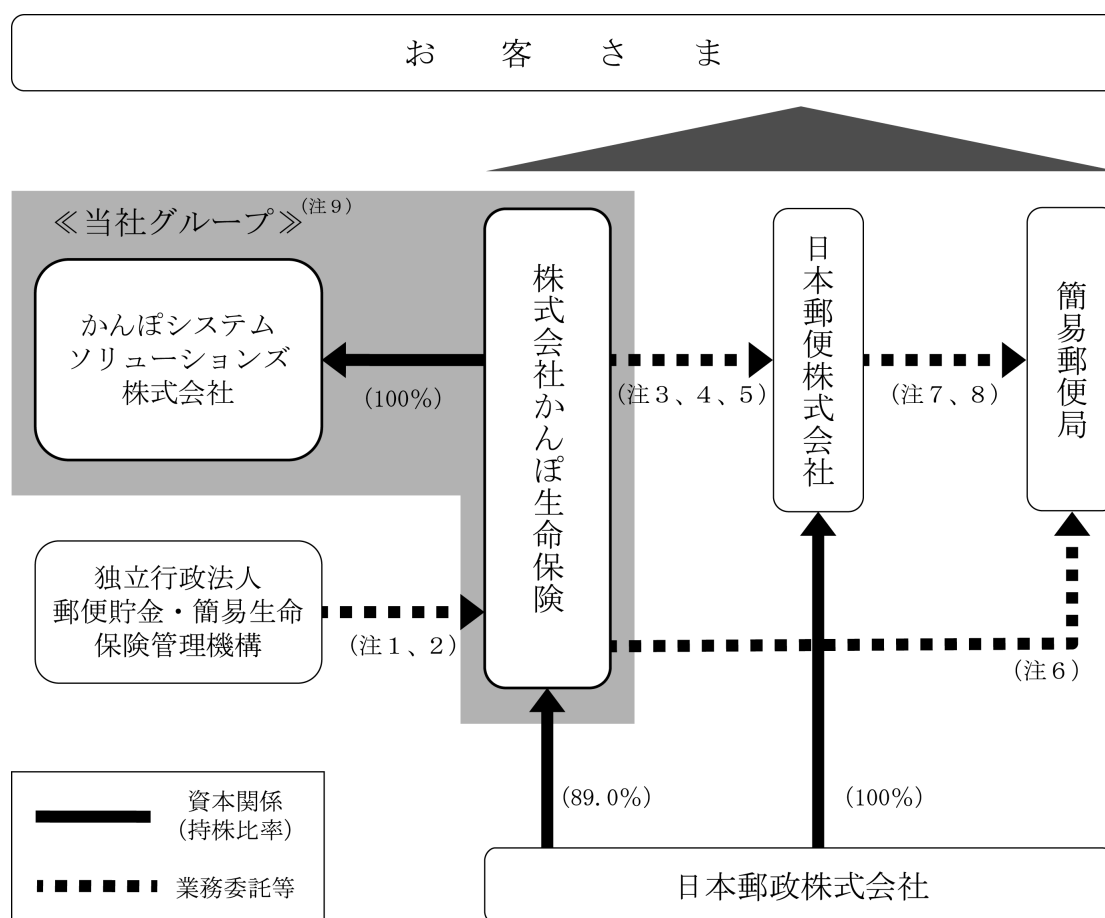 お客さま
≪当社グループ≫(注９)
かんぽシステム
ソリューションズ
株式会社
(100%)
株式会社かんぽ生命保険
(注３、４、５)
日本郵便株式会社
(注７、８)
簡易郵便局
独立行政法人
郵便貯金・簡易生命
保険管理機構
(注１、２)
(注６)
(89.0%)
(100%)
資本関係
(持株比率)
業務委託等
日本郵政株式会社